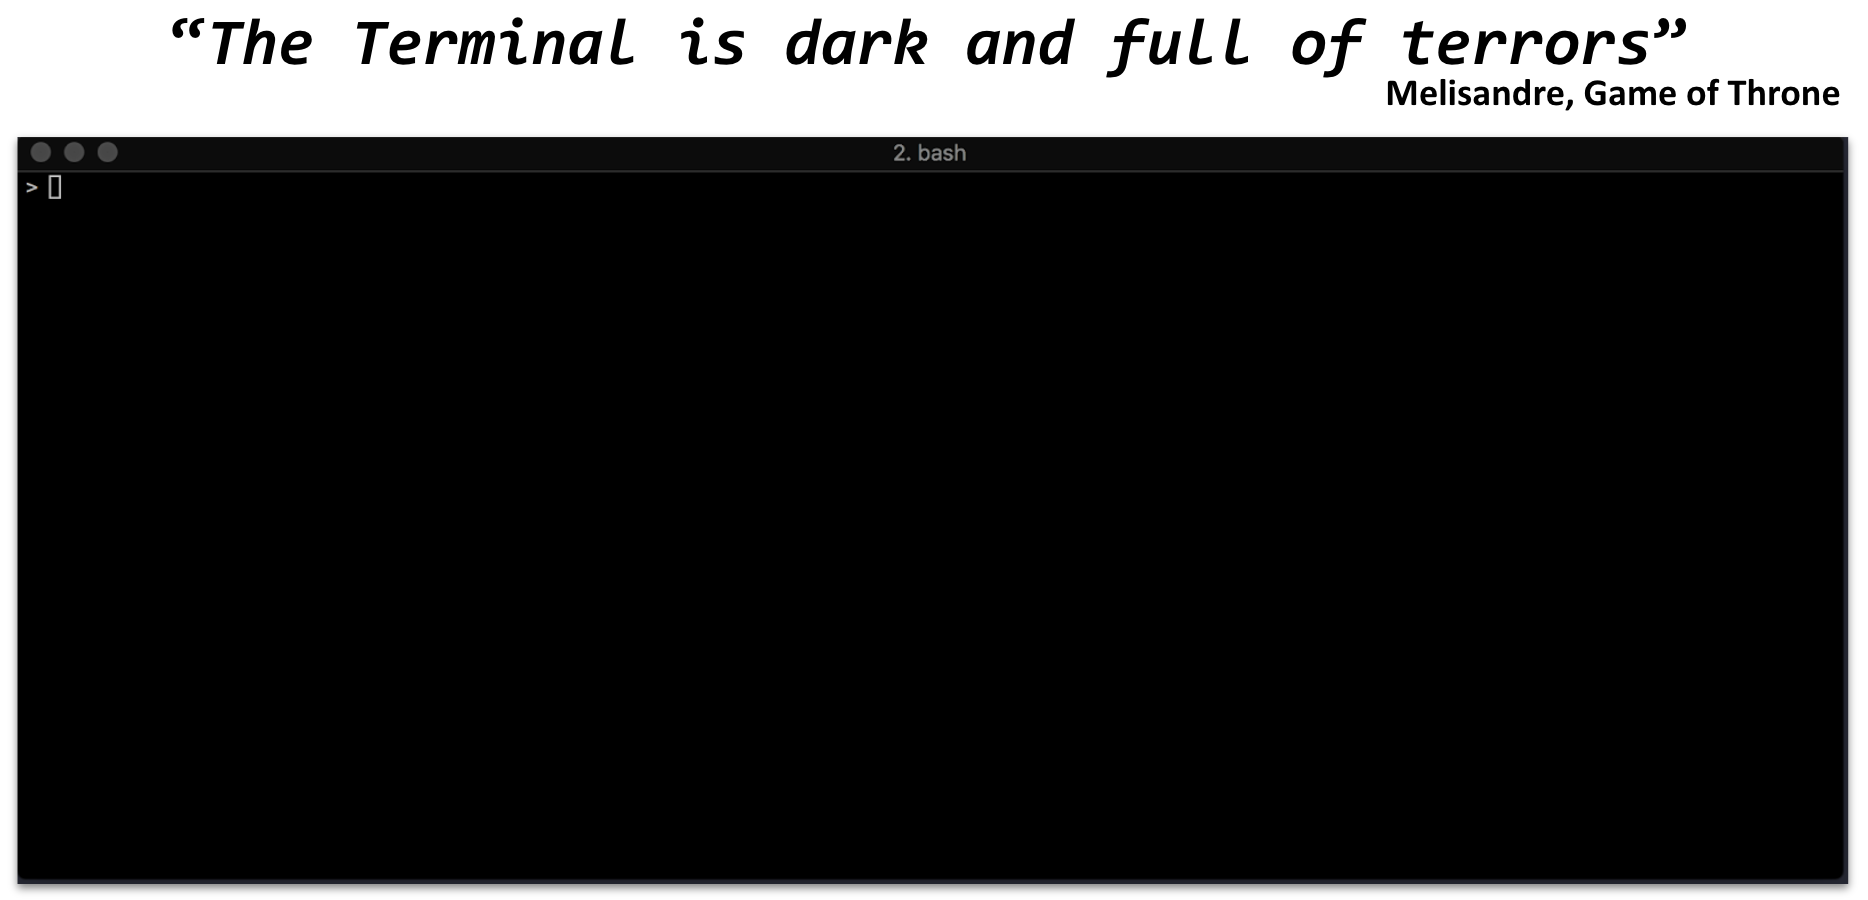 “The Terminal is dark and full of terrors”
Melisandre, Game of Throne
2. bash
>